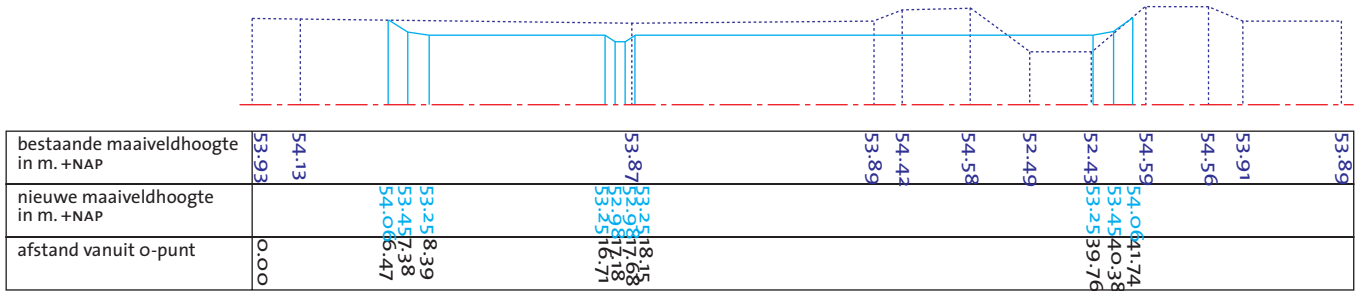 bestaande maaiveldhoogte
in m. +NAP
53.93 54.13 53.87 53.89 54.42 54.58 52.49 52.43 54.59 54.56 53.91 53.89
nieuwe maaiveldhoogte
in m. +NAP
54.06 53.45 53.25 53.25 52.98 52.98 53.25 53.25 53.45 54.06
afstand vanuit 0-punt
0.00 6.47 7.38 8.39 16.71 17.18 17.68 18.15 39.76 40.38 41.74